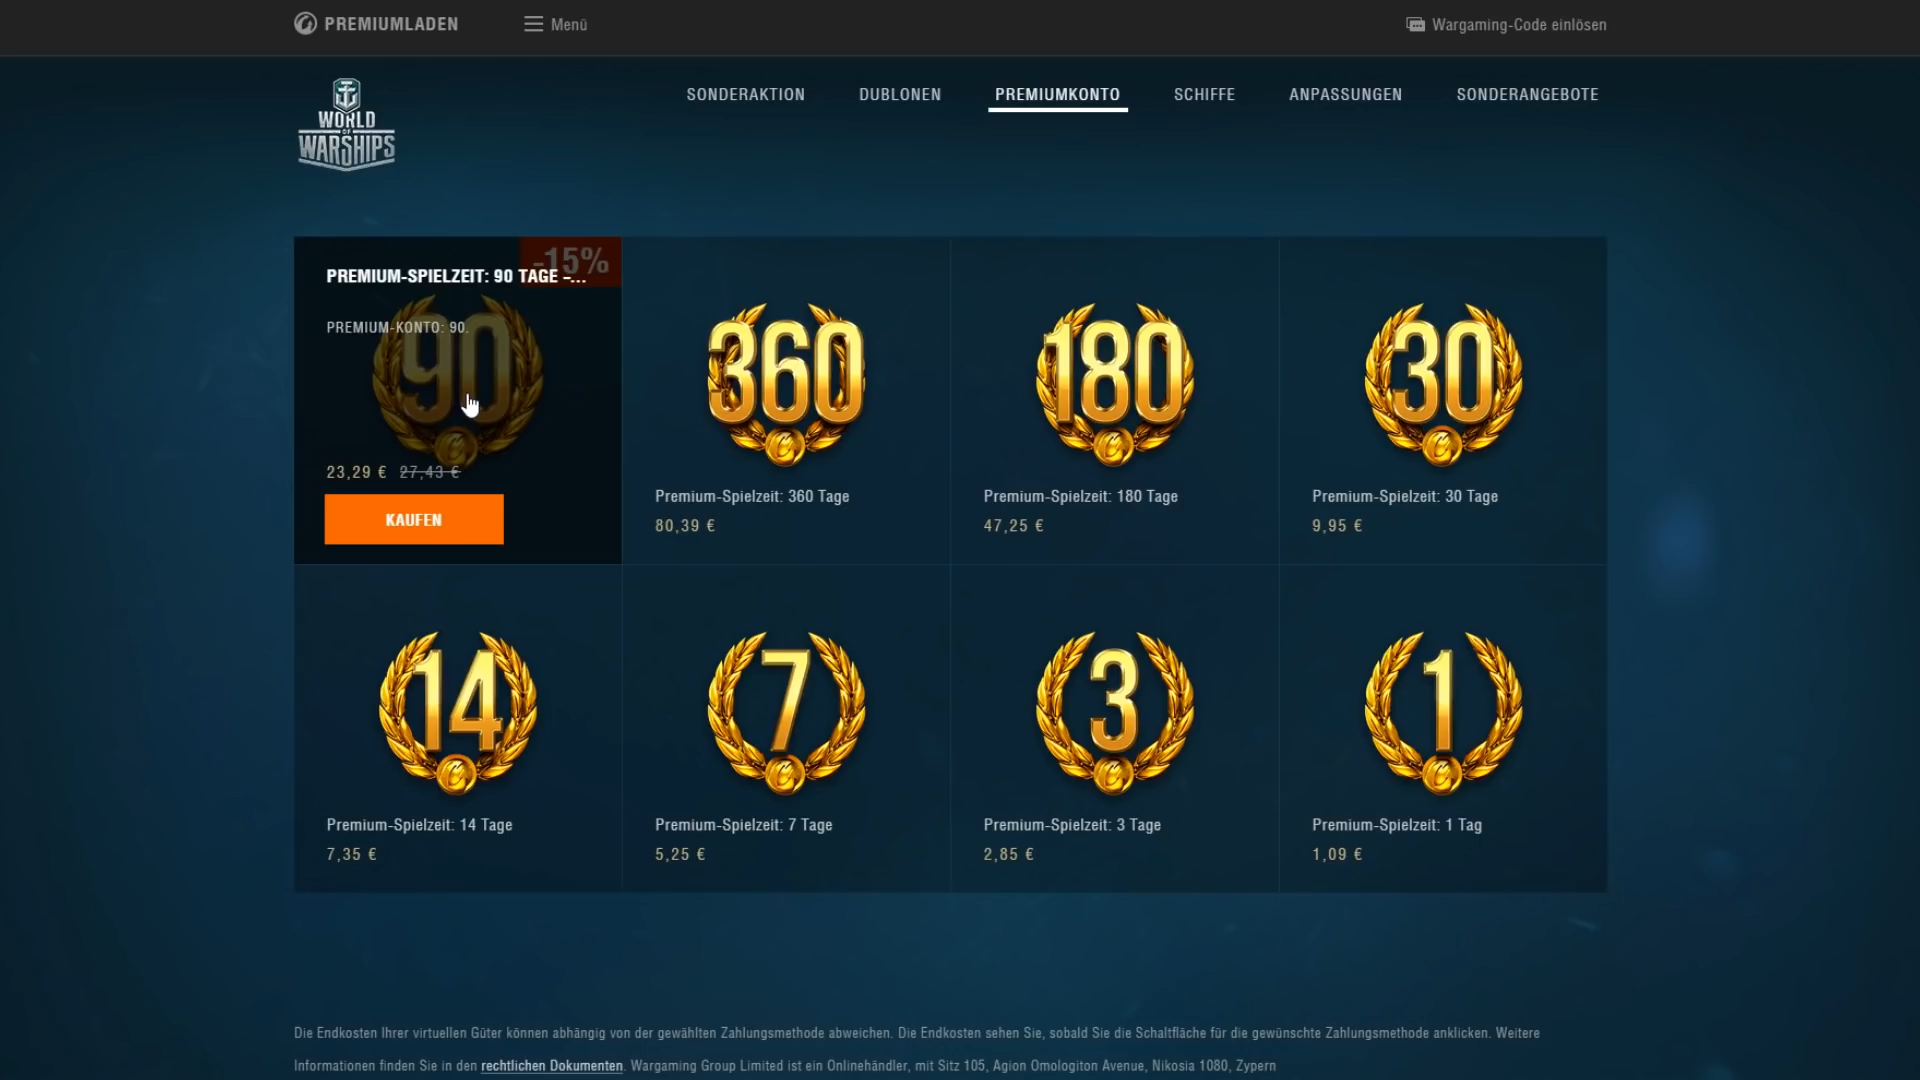 PREMIUMLADEN
Menü
Wargaming-Code einlösen
WORLD
OF
WARSHIPS
SONDERAKTION
DUBLONEN
PREMIUMKONTO
SCHIFFE
ANPASSUNGEN
SONDERANGEBOTE
-15%
PREMIUM-SPIELZEIT: 90 TAGE -...
PREMIUM-KONTO: 90.
90
23,29 € 27,43 €
KAUFEN
360
Premium-Spielzeit: 360 Tage
80,39 €
180
Premium-Spielzeit: 180 Tage
47,25 €
30
Premium-Spielzeit: 30 Tage
9,95 €
14
Premium-Spielzeit: 14 Tage
7,35 €
7
Premium-Spielzeit: 7 Tage
5,25 €
3
Premium-Spielzeit: 3 Tage
2,85 €
1
Premium-Spielzeit: 1 Tag
1,09 €
Die Endkosten Ihrer virtuellen Güter können abhängig von der gewählten Zahlungsmethode abweichen. Die Endkosten sehen Sie, sobald Sie die Schaltfläche für die gewünschte Zahlungsmethode anklicken. Weitere
Informationen finden Sie in den rechtlichen Dokumenten. Wargaming Group Limited ist ein Onlinehändler, mit Sitz 105, Agion Omologiton Avenue, Nikosia 1080, Zypern